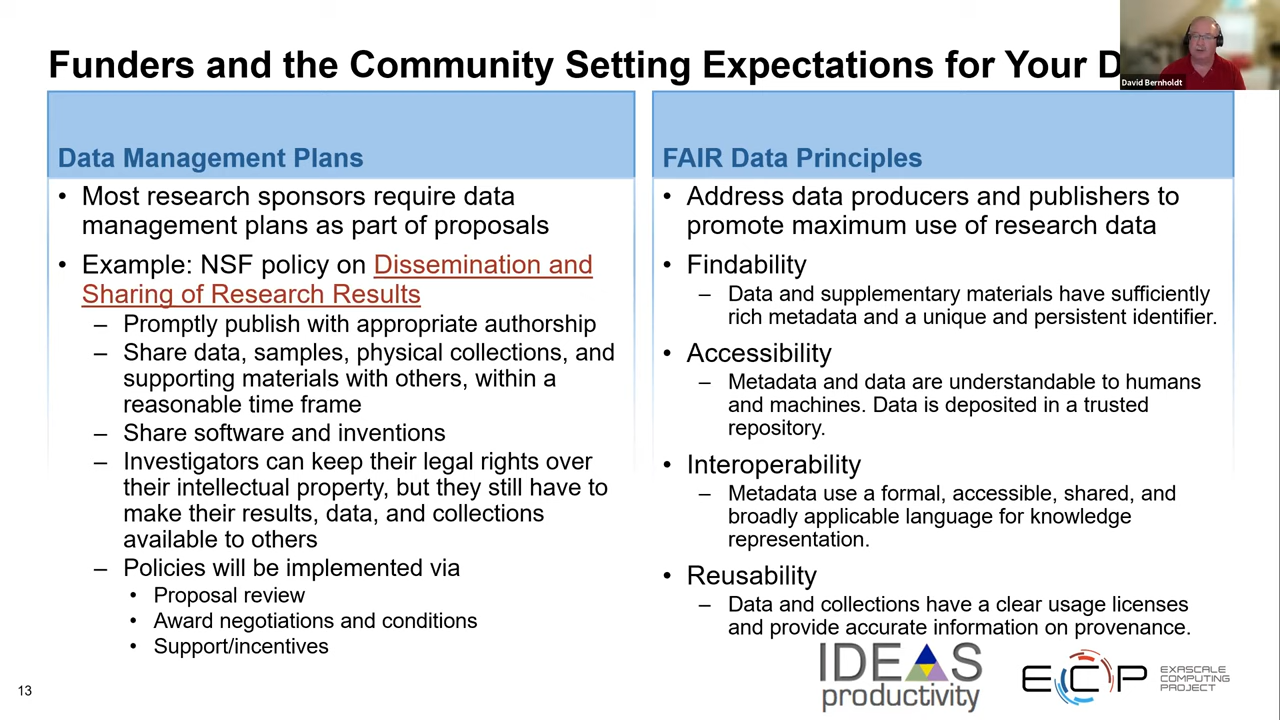 Funders and the Community Setting Expectations for Your D
David Bernholdt
Data Management Plans
• Most research sponsors require data
management plans as part of proposals
• Example: NSF policy on Dissemination and
Sharing of Research Results
– Promptly publish with appropriate authorship
– Share data, samples, physical collections, and
supporting materials with others, within a
reasonable time frame
– Share software and inventions
– Investigators can keep their legal rights over
their intellectual property, but they still have to
make their results, data, and collections
available to others
– Policies will be implemented via
• Proposal review
• Award negotiations and conditions
• Support/incentives
FAIR Data Principles
• Address data producers and publishers to
promote maximum use of research data
• Findability
– Data and supplementary materials have sufficiently
rich metadata and a unique and persistent identifier.
• Accessibility
– Metadata and data are understandable to humans
and machines. Data is deposited in a trusted
repository.
• Interoperability
– Metadata use a formal, accessible, shared, and
broadly applicable language for knowledge
representation.
• Reusability
– Data and collections have a clear usage licenses
and provide accurate information on provenance.
13
IDEAS
productivity
ECP
EXASCALE
COMPUTING
PROJECT